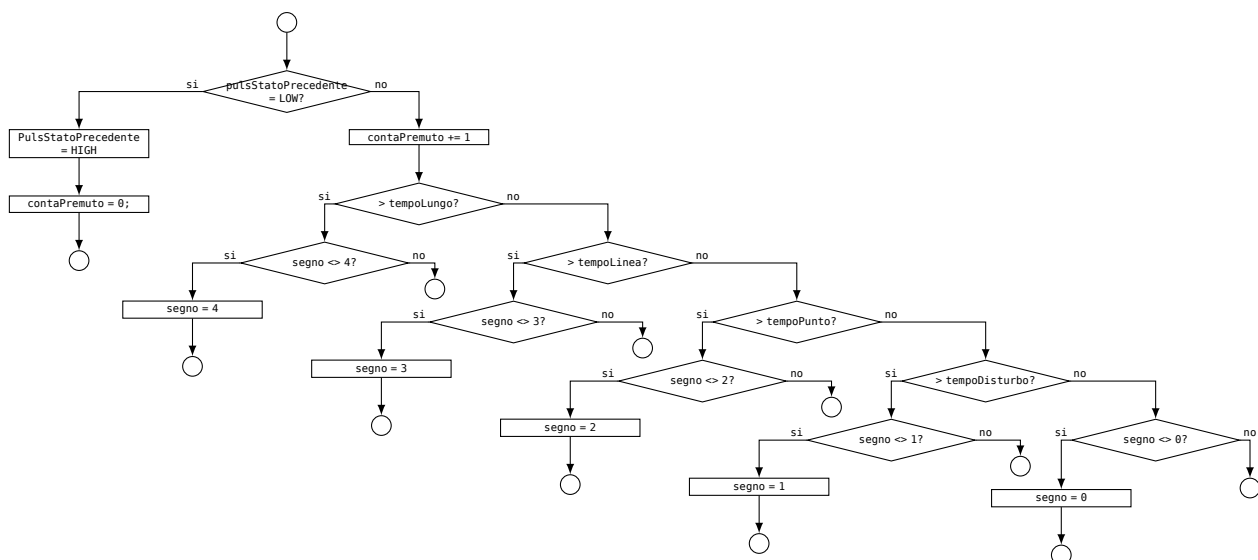 pulsStatoPrecedente
= LOW?
si
no
PulsStatoPrecedente
= HIGH
contaPremuto += 1
contaPremuto = 0;
si
> tempoLungo?
no
si
segno <> 4?
no
si
> tempoLinea?
no
segno = 4
si
segno <> 3?
no
si
> tempoPunto?
no
segno = 3
si
segno <> 2?
no
si
> tempoDisturbo?
no
segno = 2
si
segno <> 1?
no
si
segno <> 0?
no
segno = 1
segno = 0